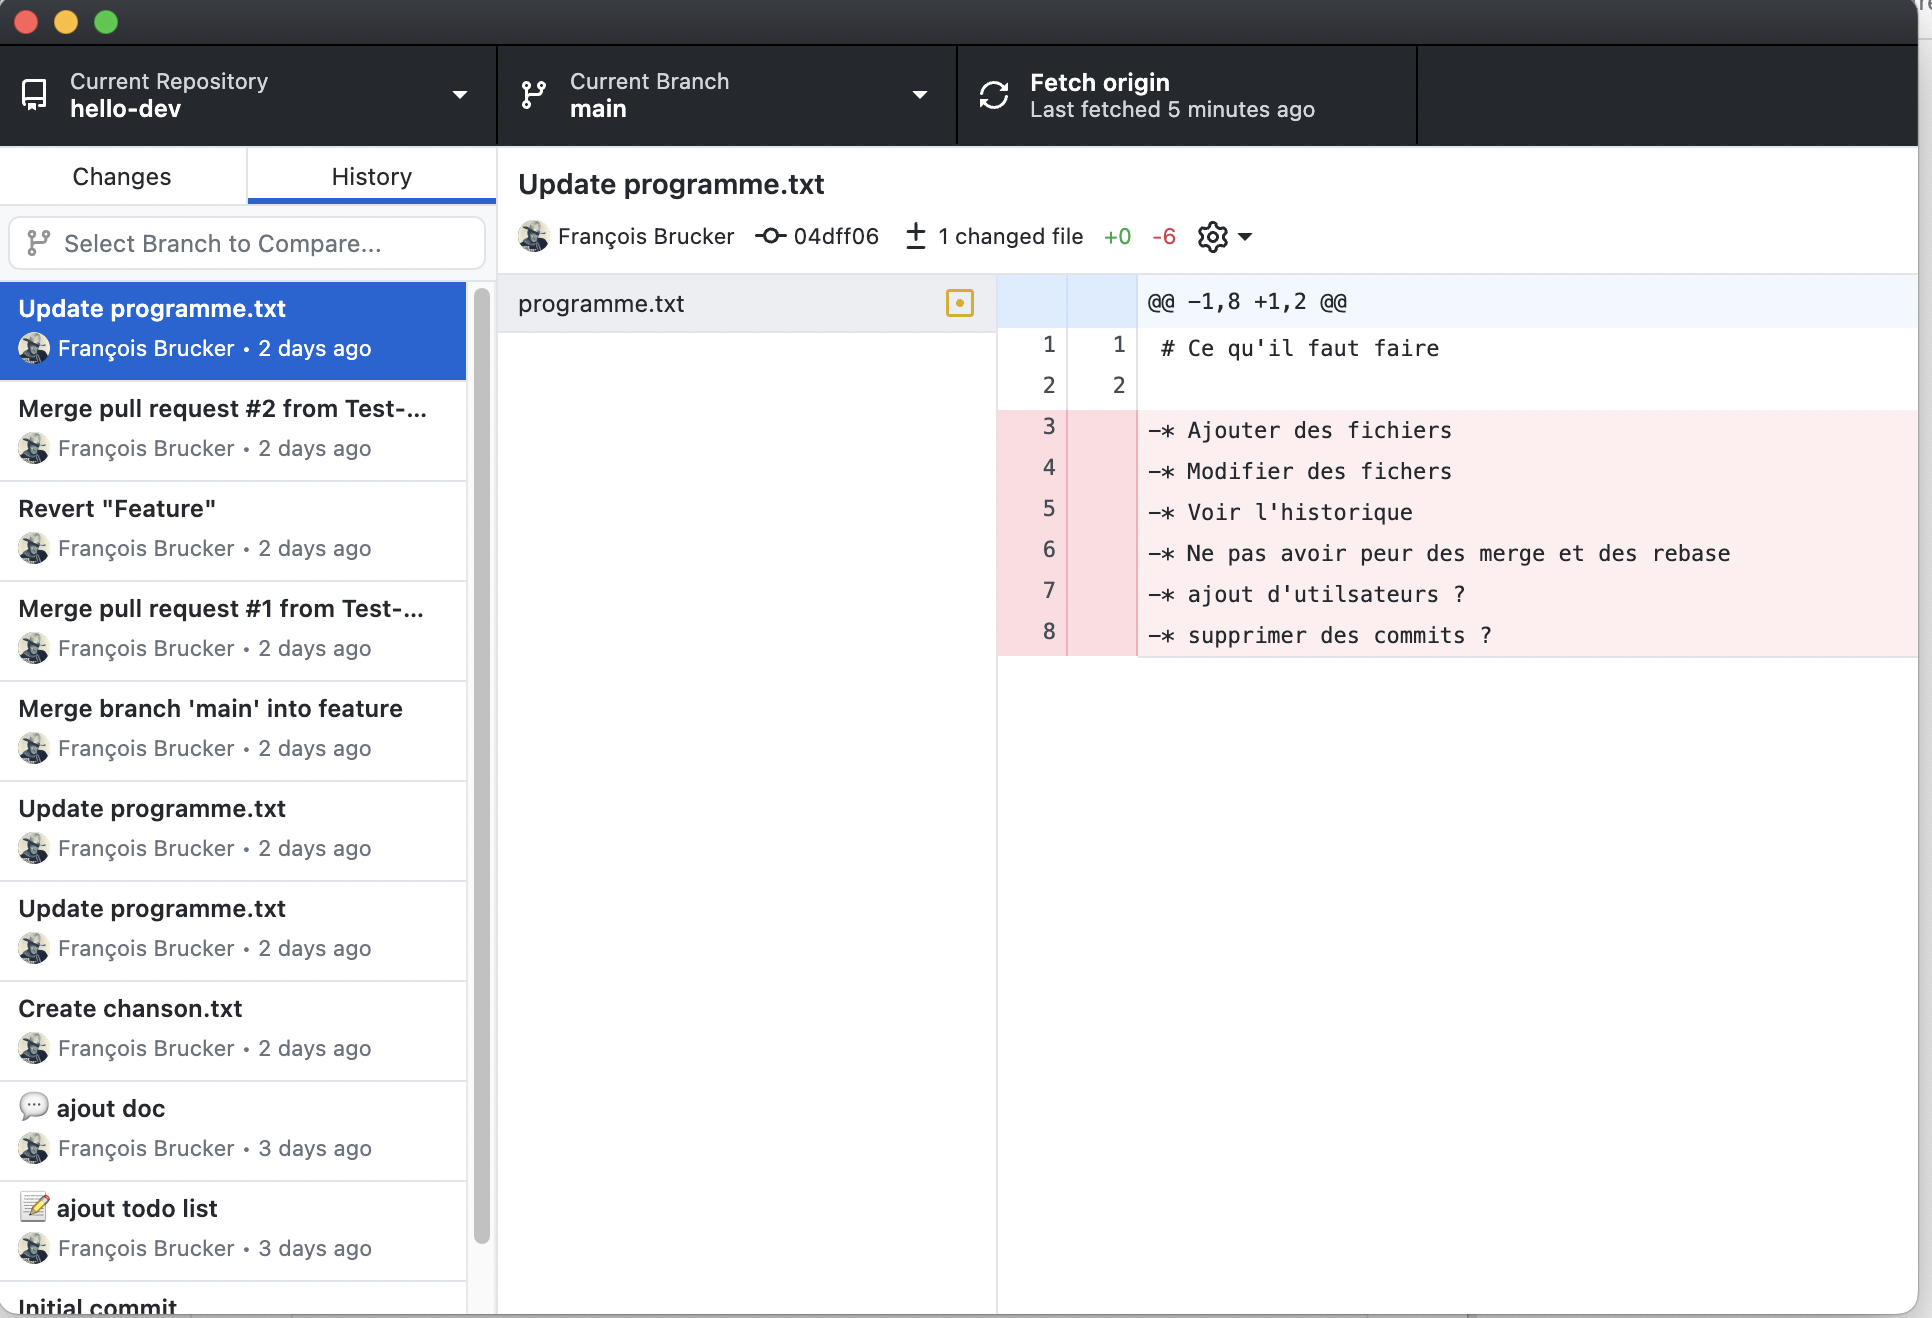 Current Repository
hello-dev
Current Branch
main
Fetch origin
Last fetched 5 minutes ago
Changes
History
Select Branch to Compare...
Update programme.txt
François Brucker • 2 days ago
Merge pull request #2 from Test-...
François Brucker • 2 days ago
Revert "Feature"
François Brucker • 2 days ago
Merge pull request #1 from Test-...
François Brucker • 2 days ago
Merge branch 'main' into feature
François Brucker • 2 days ago
Update programme.txt
François Brucker • 2 days ago
Update programme.txt
François Brucker • 2 days ago
Create chanson.txt
François Brucker • 2 days ago
💬 ajout doc
François Brucker • 3 days ago
📝 ajout todo list
François Brucker • 3 days ago
Initial commit
Update programme.txt
François Brucker 04dff06 1 changed file +0 -6
programme.txt
@@ -1,8 +1,2 @@
1 1 # Ce qu'il faut faire
2 2
3 -* Ajouter des fichiers
4 -* Modifier des fichers
5 -* Voir l'historique
6 -* Ne pas avoir peur des merge et des rebase
7 -* ajout d'utilsateurs ?
8 -* supprimer des commits ?